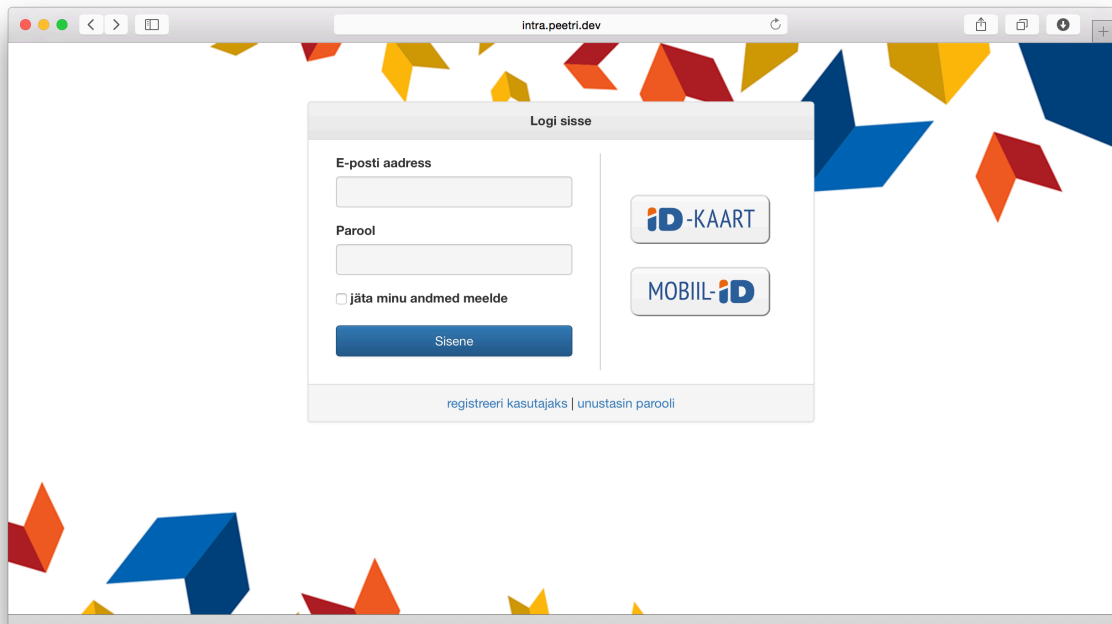 intra.peetri.dev
Logi sisse
E-posti aadress
Parool
jäta minu andmed meelde
Sisene
iD-KAART
MOBIIL-iD
registreeri kasutajaks | unustasin parooli